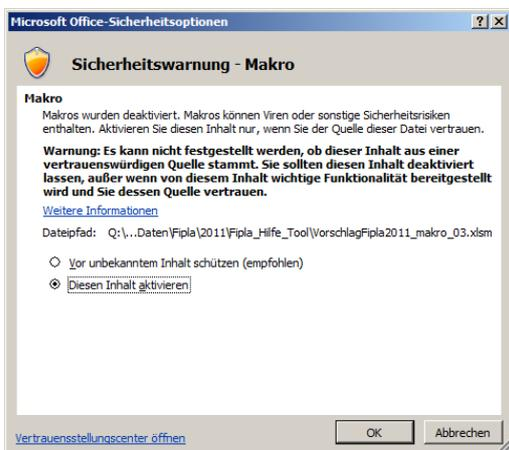 Microsoft Office-Sicherheitsoptionen
Sicherheitswarnung - Makro
Makro
Makros wurden deaktiviert. Makros können Viren oder sonstige Sicherheitsrisiken
enthalten. Aktivieren Sie diesen Inhalt nur, wenn Sie der Quelle dieser Datei vertrauen.
Warnung: Es kann nicht festgestellt werden, ob dieser Inhalt aus einer
vertrauenswürdigen Quelle stammt. Sie sollten diesen Inhalt deaktiviert
lassen, außer wenn von diesem Inhalt wichtige Funktionalität bereitgestellt
wird und Sie dessen Quelle vertrauen.
Weitere Informationen
Dateipfad: Q:\...Daten\Fipla\2011\Fipla_Hilfe_Tool\VorschlagFipla2011_makro_03.xlsm
Vor unbekanntem Inhalt schützen (empfohlen)
Diesen Inhalt aktivieren
Vertrauensstellungscenter öffnen
OK
Abbrechen